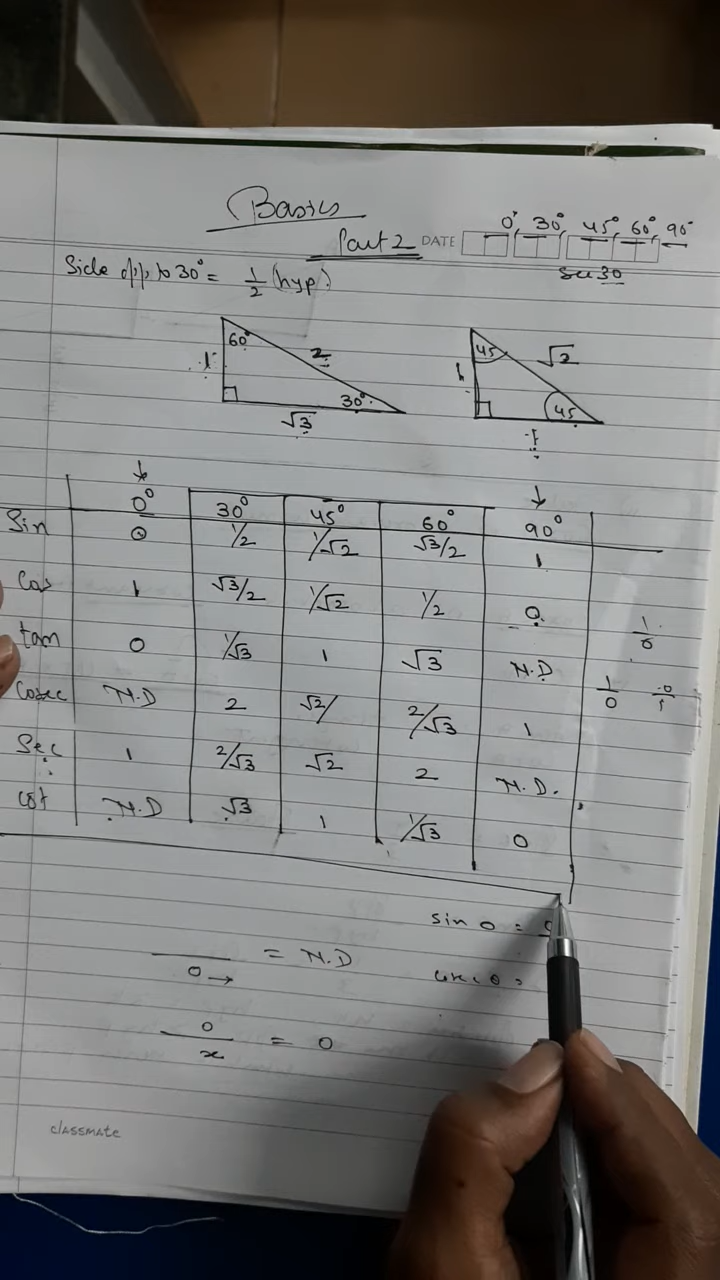 Basics
Part 2 DATE 0°, 30°, 45°, 60°, 90°
Sec 30
Side opp to 30° = 1/2 (hyp)
60° 2 45 √2
1 30° 1 45
√3 1
0° 30° 45° 60° 90°
Sin 0 1/2 1/√2 √3/2 1
Cos 1 √3/2 1/√2 1/2 0
tan 0 1/√3 1 √3 N.D 1/0
Cosec N.D 2 √2/ 2/√3 1 1/0 0/1
Sec 1 2/√3 √2 2 N.D.
Cot N.D √3 1 1/√3 0
sin θ =
/0 = N.D cosec θ =
0/x = 0
classmate